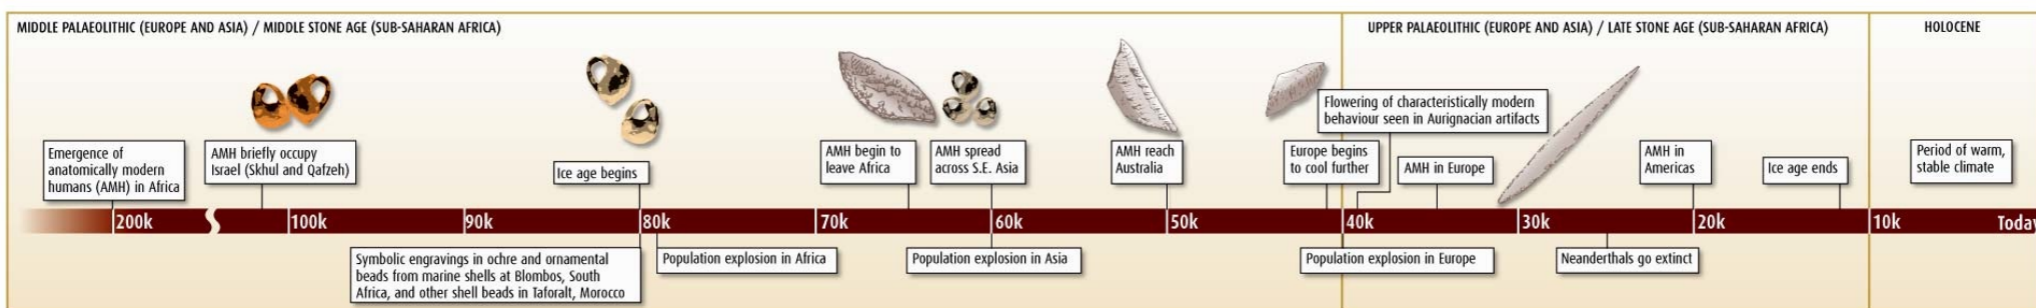 MIDDLE PALAEOLITHIC (EUROPE AND ASIA) / MIDDLE STONE AGE (SUB-SAHARAN AFRICA)
UPPER PALAEOLITHIC (EUROPE AND ASIA) / LATE STONE AGE (SUB-SAHARAN AFRICA)
HOLOCENE
Emergence of
anatomically modern
humans (AMH) in Africa
AMH briefly occupy
Israel (Skhul and Qafzeh)
Ice age begins
AMH begin to
leave Africa
AMH spread
across S.E. Asia
AMH reach
Australia
Europe begins
to cool further
Flowering of characteristically modern
behaviour seen in Aurignacian artifacts
AMH in Europe
AMH in
Americas
Ice age ends
Period of warm,
stable climate
200k
100k
90k
80k
70k
60k
50k
40k
30k
20k
10k
Today
Symbolic engravings in ochre and ornamental
beads from marine shells at Blombos, South
Africa, and other shell beads in Taforalt, Morocco
Population explosion in Africa
Population explosion in Asia
Population explosion in Europe
Neanderthals go extinct